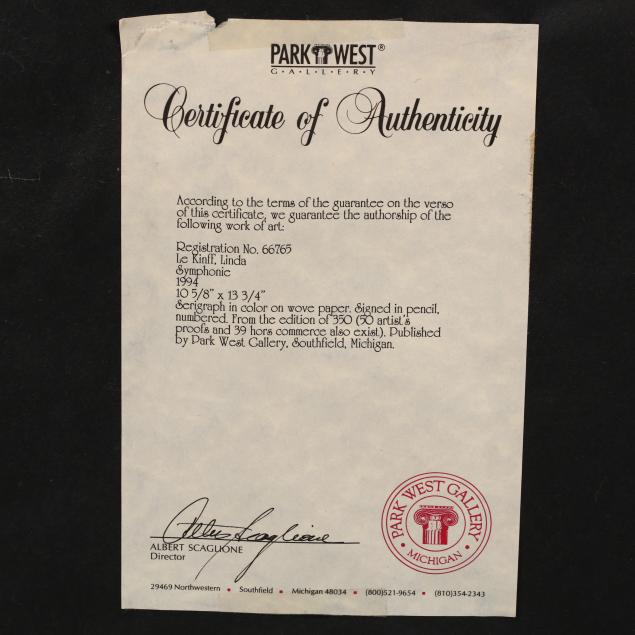 PARK WEST®
G·A·L·L·E·R·Y
Certificate of Authenticity
According to the terms of the guarantee on the verso
of this certificate, we guarantee the authorship of the
following work of art:
Registration No. 66765
Le Kinff, Linda
Symphonie
1994
10 5/8" x 13 3/4"
Serigraph in color on wove paper. Signed in pencil,
numbered. From the edition of 350 (50 artist's
proofs and 39 hors commerce also exist). Published
by Park West Gallery, Southfield, Michigan.
Albert Scaglione
ALBERT SCAGLIONE
Director
PARK WEST GALLERY
• MICHIGAN •
29469 Northwestern • Southfield • Michigan 48034 • (800)521-9654 • (810)354-2343